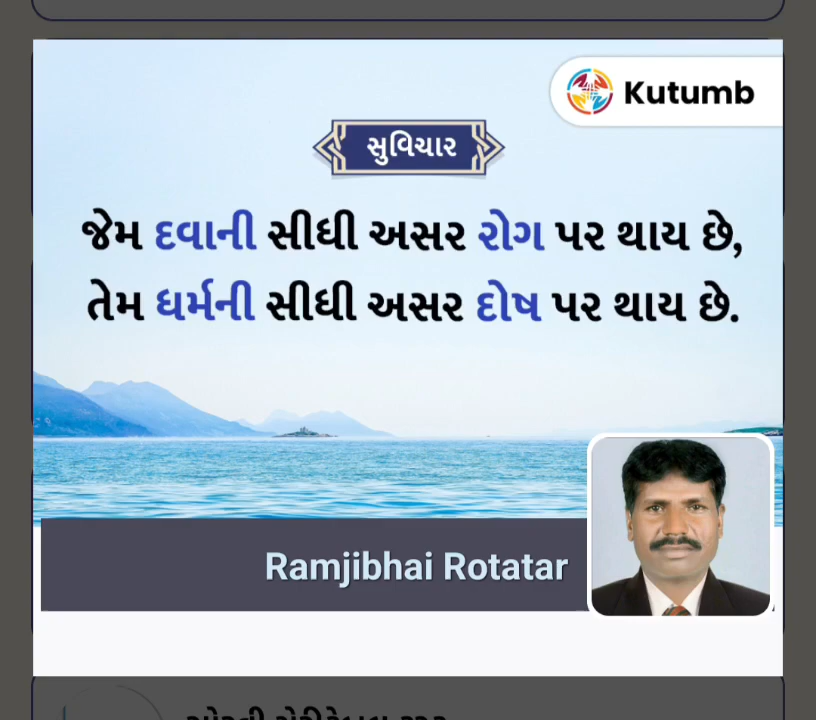 Kutumb
સુવિચાર
જેમ દવાની સીધી અસર રોગ પર થાય છે,
તેમ ધર્મની સીધી અસર દોષ પર થાય છે.
Ramjibhai Rotatar